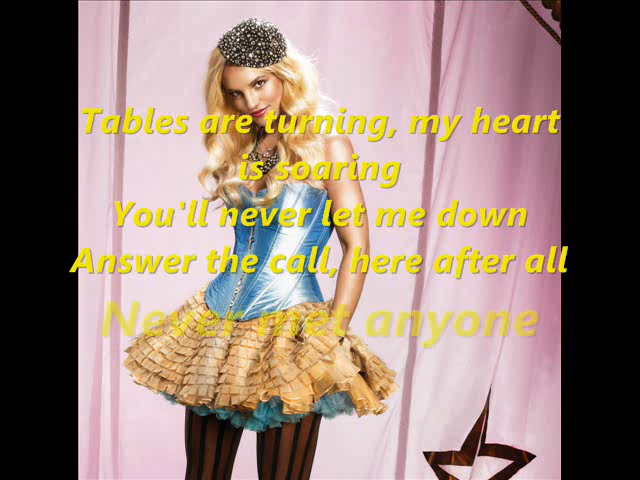 Tables are turning, my heart
is soaring
You'll never let me down
Answer the call, here after all
Never met anyone